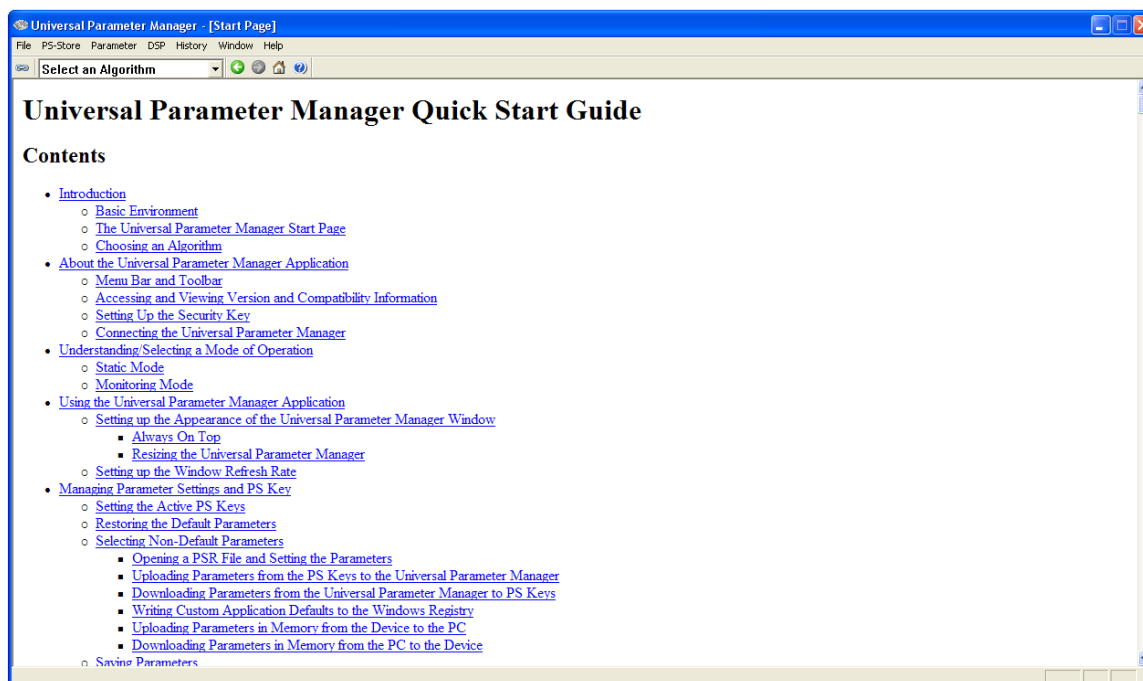 Universal Parameter Manager - [Start Page]
File PS-Store Parameter DSP History Window Help
Select an Algorithm
Universal Parameter Manager Quick Start Guide
Contents
Introduction
Basic Environment
The Universal Parameter Manager Start Page
Choosing an Algorithm
About the Universal Parameter Manager Application
Menu Bar and Toolbar
Accessing and Viewing Version and Compatibility Information
Setting Up the Security Key
Connecting the Universal Parameter Manager
Understanding/Selecting a Mode of Operation
Static Mode
Monitoring Mode
Using the Universal Parameter Manager Application
Setting up the Appearance of the Universal Parameter Manager Window
Always On Top
Resizing the Universal Parameter Manager
Setting up the Window Refresh Rate
Managing Parameter Settings and PS Key
Setting the Active PS Keys
Restoring the Default Parameters
Selecting Non-Default Parameters
Opening a PSR File and Setting the Parameters
Uploading Parameters from the PS Keys to the Universal Parameter Manager
Downloading Parameters from the Universal Parameter Manager to PS Keys
Writing Custom Application Defaults to the Windows Registry
Uploading Parameters in Memory from the Device to the PC
Downloading Parameters in Memory from the PC to the Device
Saving Parameters